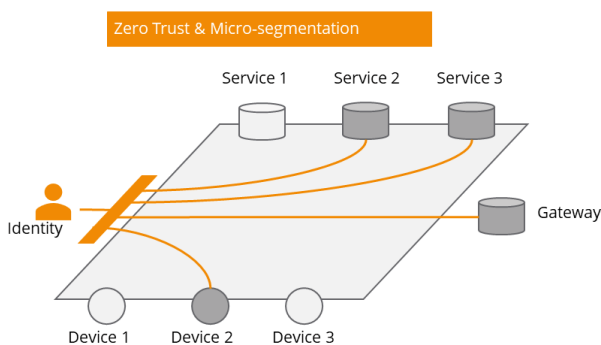 Zero Trust & Micro-segmentation
Service 1
Service 2
Service 3
Identity
Gateway
Device 1
Device 2
Device 3